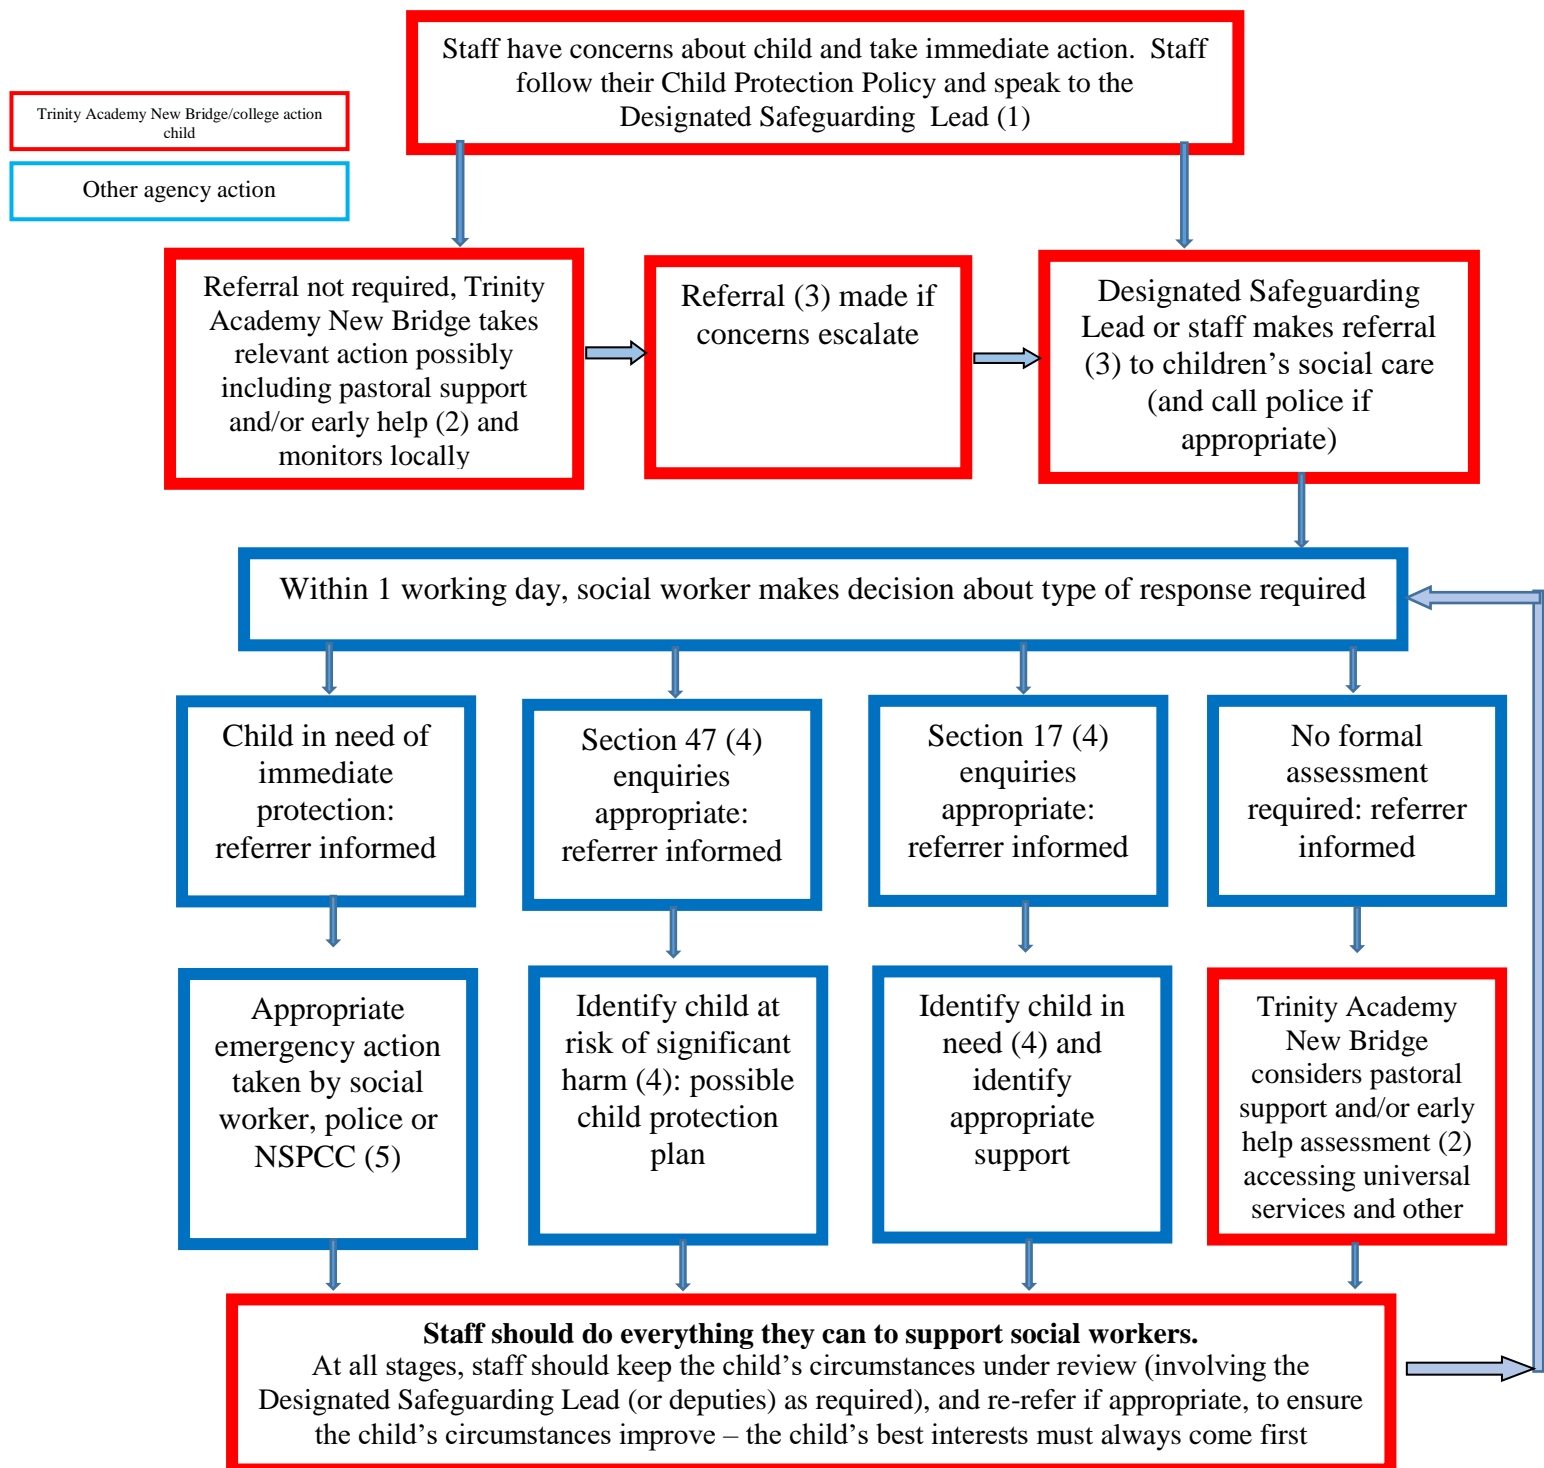 Staff have concerns about child and take immediate action.  Staff
follow their Child Protection Policy and speak to the
Designated Safeguarding  Lead (1)
Trinity Academy New Bridge/college action
child
Other agency action
Referral not required, Trinity
Academy New Bridge takes
relevant action possibly
including pastoral support
and/or early help (2) and
monitors locally
Referral (3) made if
concerns escalate
Designated Safeguarding
Lead or staff makes referral
(3) to children’s social care
(and call police if
appropriate)
Within 1 working day, social worker makes decision about type of response required
Child in need of
immediate
protection:
referrer informed
Section 47 (4)
enquiries
appropriate:
referrer informed
Section 17 (4)
enquiries
appropriate:
referrer informed
No formal
assessment
required: referrer
informed
Appropriate
emergency action
taken by social
worker, police or
NSPCC (5)
Identify child at
risk of significant
harm (4): possible
child protection
plan
Identify child in
need (4) and
identify
appropriate
support
Trinity Academy
New Bridge
considers pastoral
support and/or early
help assessment (2)
accessing universal
services and other
Staff should do everything they can to support social workers.
At all stages, staff should keep the child’s circumstances under review (involving the
Designated Safeguarding Lead (or deputies) as required), and re-refer if appropriate, to ensure
the child’s circumstances improve – the child’s best interests must always come first